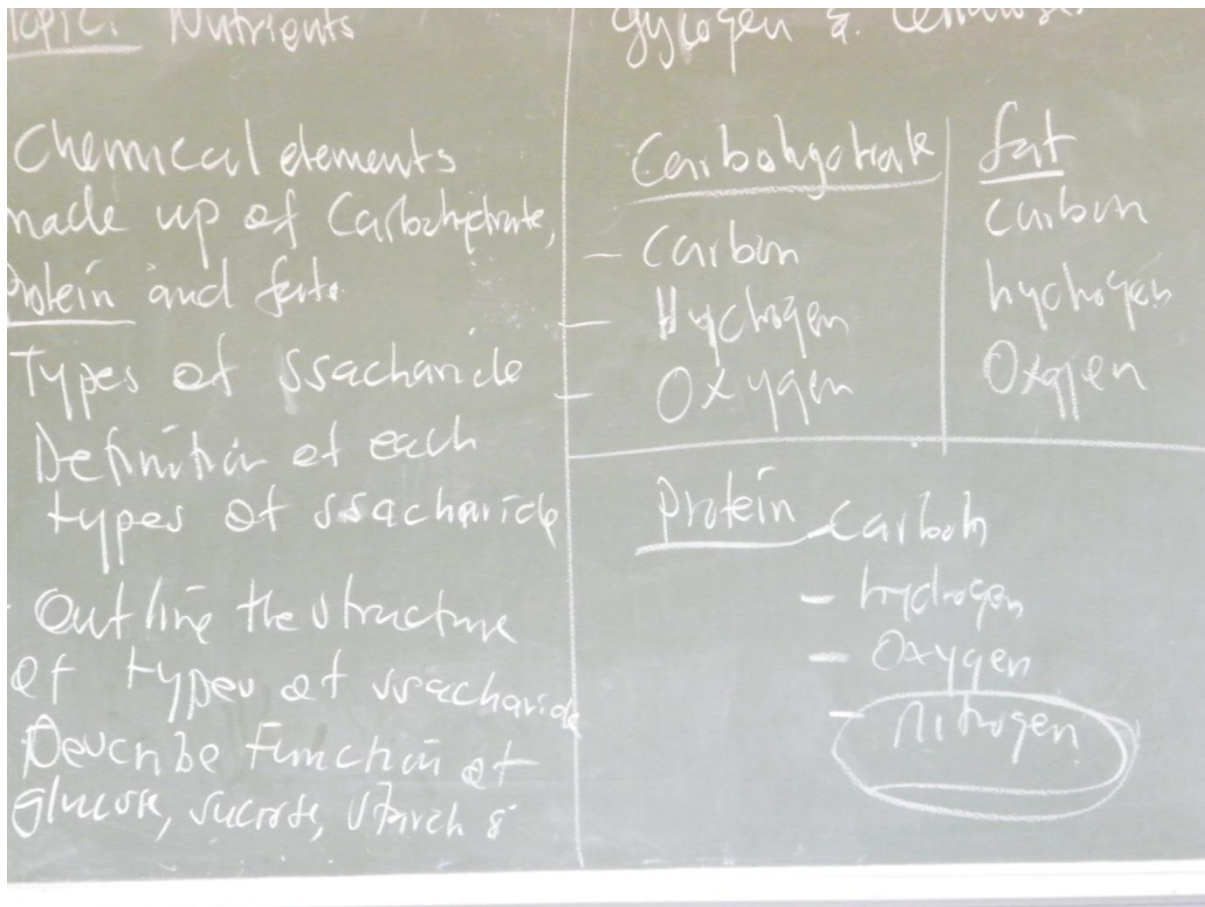 Topic: Nutrients
Chemical elements
made up of Carbohydrate,
Protein and fats.
Types of ssacharide
Definition of each
types of ssacharide
- Outline the structure
of types of ssacharide
Describe Function of
glucose, sucrose, starch &
glycogen & cellulose
Carbohydrate
- Carbon
- Hydrogen
- Oxygen
fat
Carbon
hydrogen
Oxygen
Protein - Carbon
- hydrogen
- Oxygen
- nitrogen